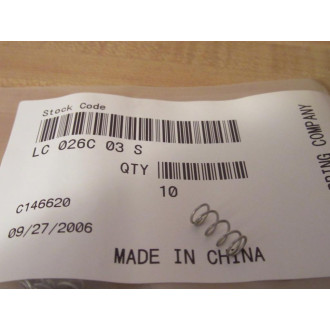 Stock Code
LC 026C 03 S
QTY
10
C146620
09/27/2006
MADE IN CHINA
COMPANY